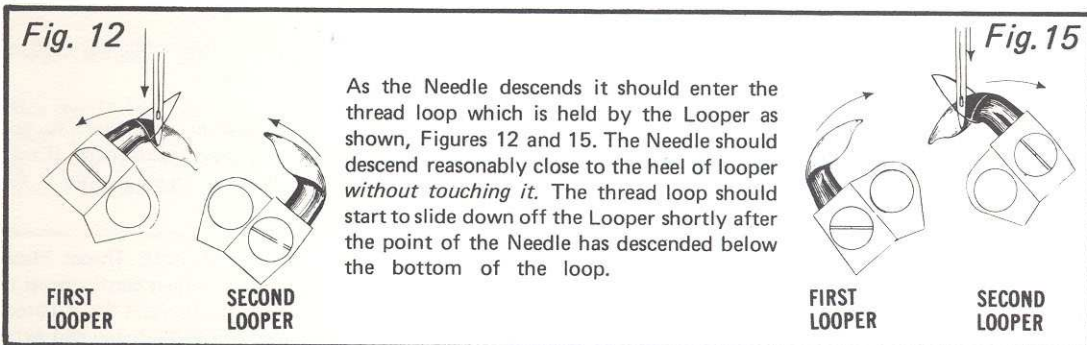 Fig. 12
As the Needle descends it should enter the
thread loop which is held by the Looper as
shown, Figures 12 and 15. The Needle should
descend reasonably close to the heel of looper
without touching it. The thread loop should
start to slide down off the Looper shortly after
the point of the Needle has descended below
the bottom of the loop.
Fig. 15
FIRST
LOOPER
SECOND
LOOPER
FIRST
LOOPER
SECOND
LOOPER